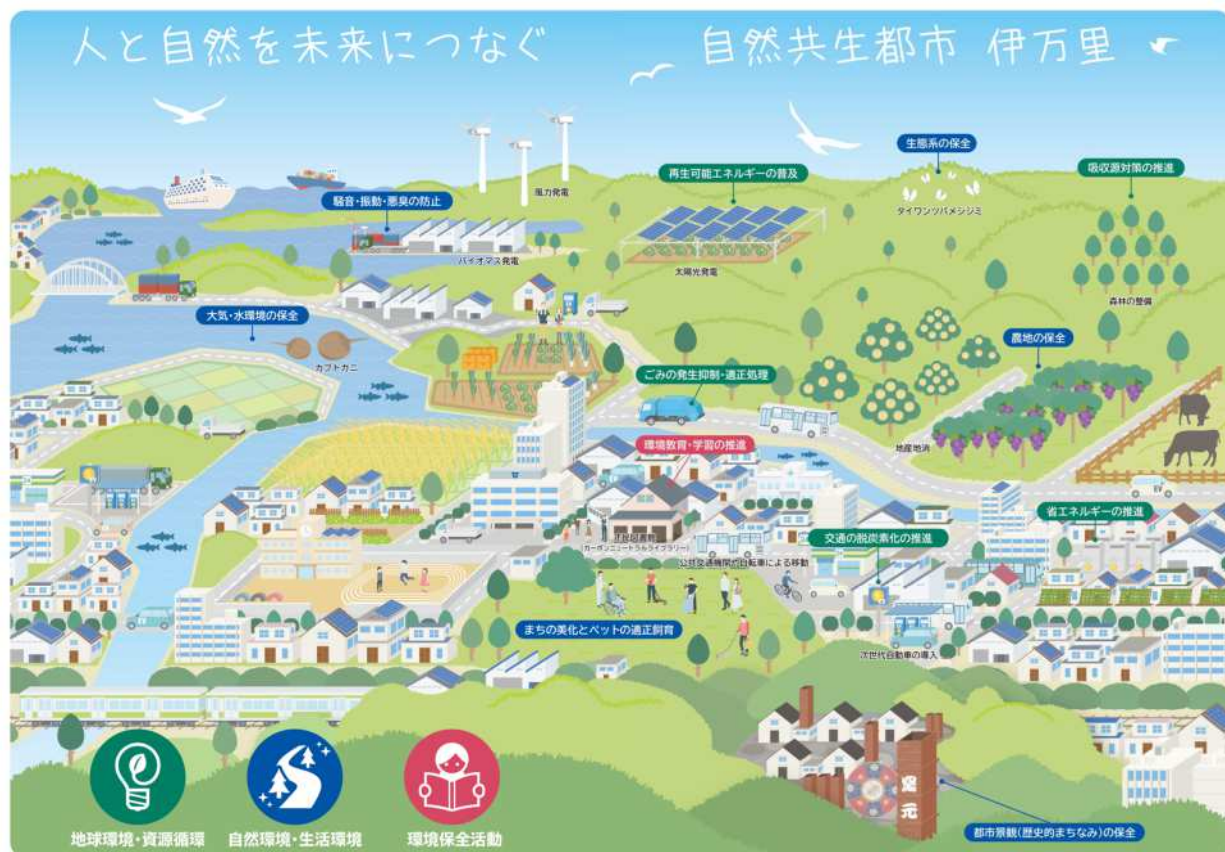 人と自然を未来につなぐ
自然共生都市 伊万里
生態系の保全
再生可能エネルギーの普及
吸収源対策の推進
風力発電
騒音・振動・悪臭の防止
タイワンツバメシジミ
バイオマス発電
太陽光発電
森林の整備
大気・水環境の保全
農地の保全
カブトガニ
ごみの発生抑制・適正処理
環境教育・学習の推進
地産地消
EV
省エネルギーの推進
市民図書館
(カーボンニュートラルライブラリー)
交通の脱炭素化の推進
公共交通機関や自転車による移動
まちの美化とペットの適正飼育
次世代自動車の導入
窯元
都市景観(歴史的まちなみ)の保全
地球環境・資源循環
自然環境・生活環境
環境保全活動